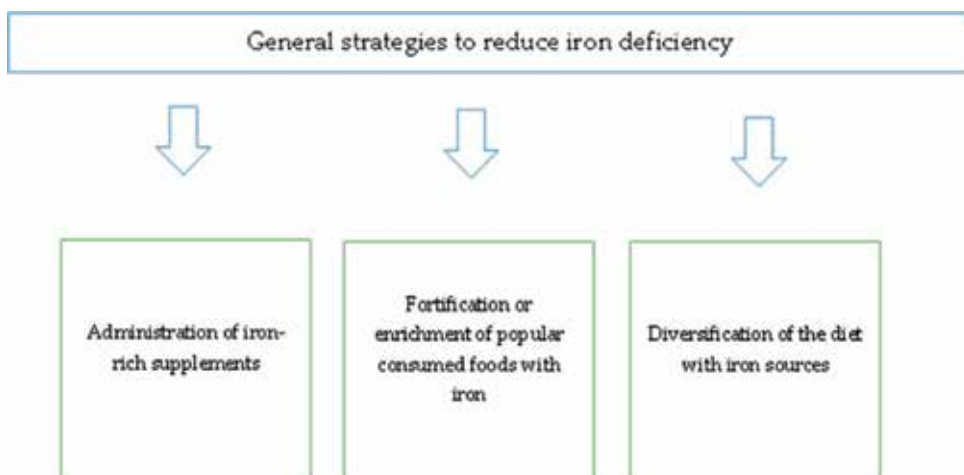 General strategies to reduce iron deficiency
Administration of iron-
rich supplements
Fortification or
enrichment of popular
consumed foods with
iron
Diversification of the diet
with iron sources